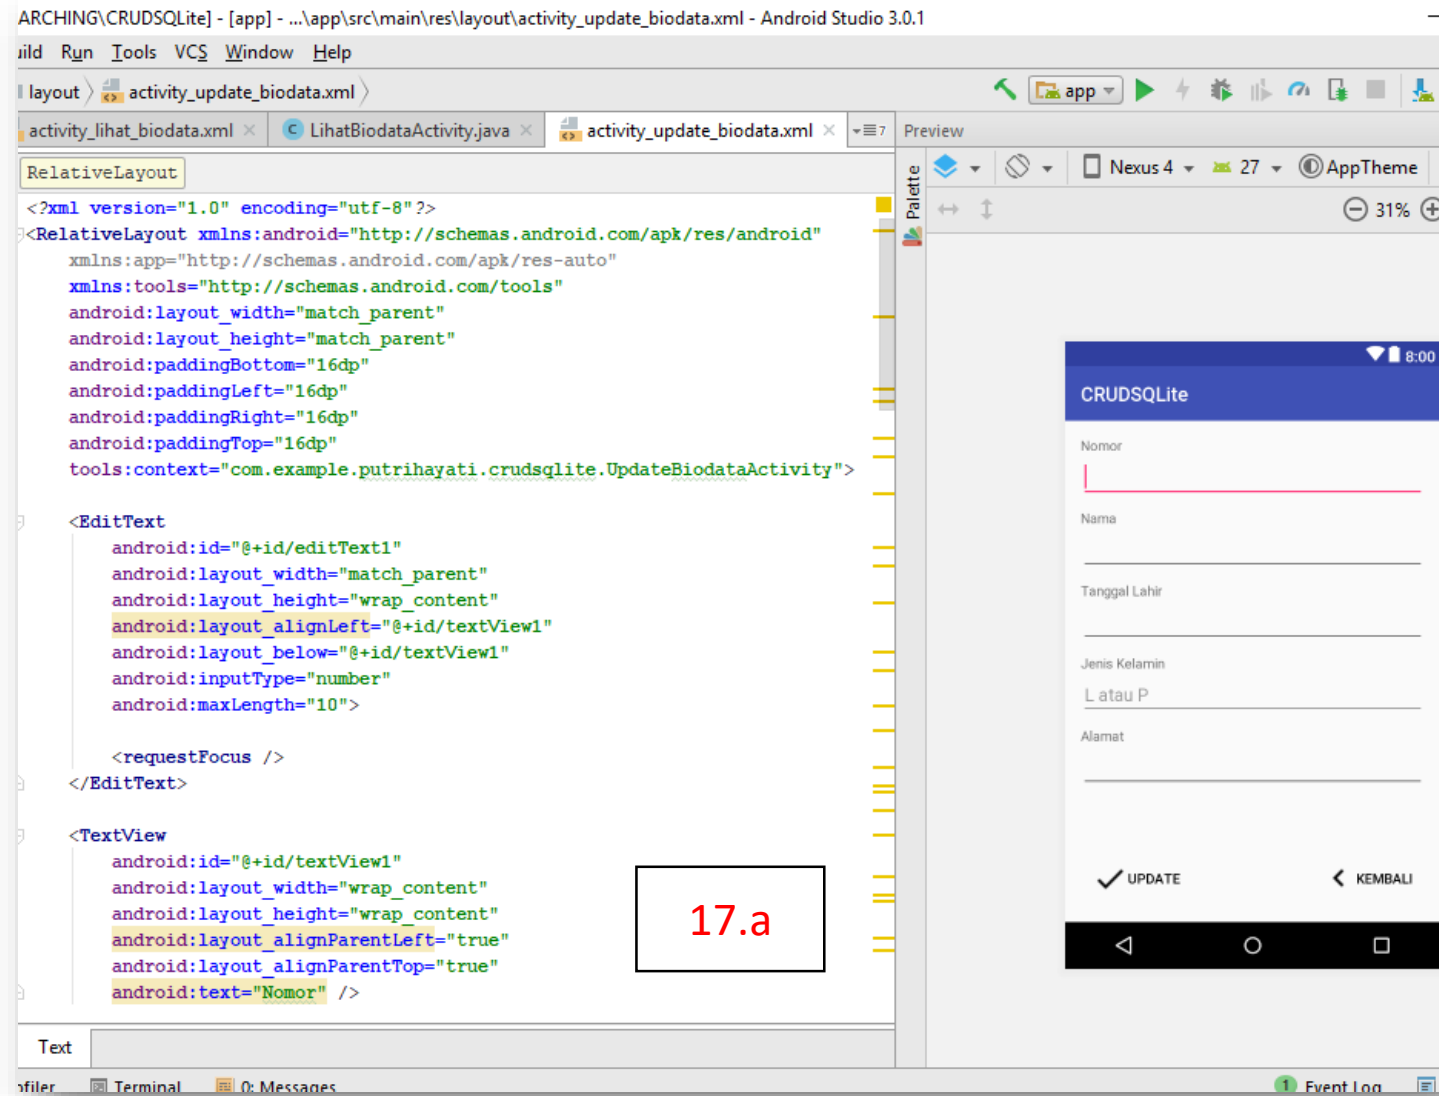 ARCHING\CRUDSQLite] - [app] - ...\app\src\main\res\layout\activity_update_biodata.xml - Android Studio 3.0.1
uild Run Tools VCS Window Help
layout activity_update_biodata.xml
app
activity_lihat_biodata.xml LihatBiodataActivity.java activity_update_biodata.xml 7
Preview
RelativeLayout
Palette
Nexus 4 27 AppTheme
31%
<?xml version="1.0" encoding="utf-8"?>
<RelativeLayout xmlns:android="http://schemas.android.com/apk/res/android"
xmlns:app="http://schemas.android.com/apk/res-auto"
xmlns:tools="http://schemas.android.com/tools"
android:layout_width="match_parent"
android:layout_height="match_parent"
android:paddingBottom="16dp"
android:paddingLeft="16dp"
android:paddingRight="16dp"
android:paddingTop="16dp"
tools:context="com.example.putrihayati.crudsqlite.UpdateBiodataActivity">
<EditText
android:id="@+id/editText1"
android:layout_width="match_parent"
android:layout_height="wrap_content"
android:layout_alignLeft="@+id/textView1"
android:layout_below="@+id/textView1"
android:inputType="number"
android:maxLength="10">
<requestFocus />
</EditText>
<TextView
android:id="@+id/textView1"
android:layout_width="wrap_content"
android:layout_height="wrap_content"
android:layout_alignParentLeft="true"
android:layout_alignParentTop="true"
android:text="Nomor" />
17.a
8:00
CRUDSQLite
Nomor
Nama
Tanggal Lahir
Jenis Kelamin
L atau P
Alamat
UPDATE KEMBALI
Text
ofiler Terminal 0: Messages 1 Event Log